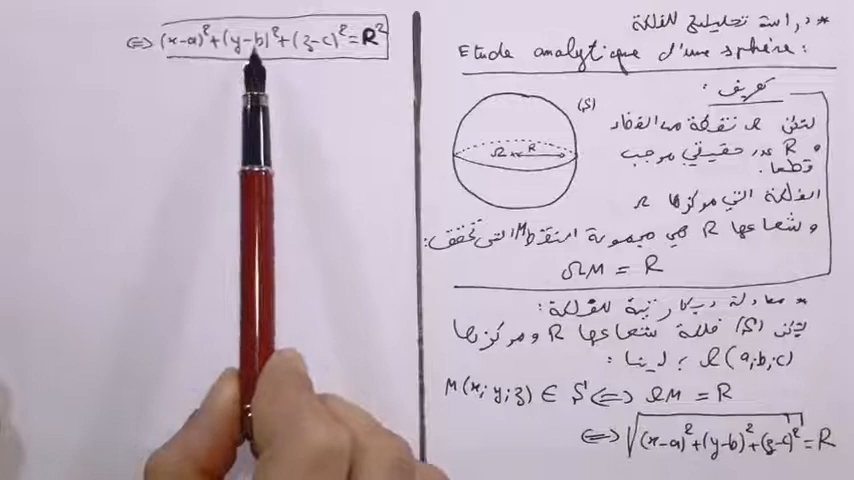 * دراسة تحليلية للفلكة
Etude analytique d'une sphère:
تعريف:
(S)
لتكن Ω نقطة من الفضاء
و R عدد حقيقي موجب
قطعا.
Ω R
الفلكة التي مركزها Ω
و شعاعها R هي مجموعة النقط M التي تحقق:
ΩM = R
* معادلة ديكارتية للفلكة:
لتكن (S) فلكة شعاعها R و مركزها
Ω(a;b;c) ؛ لدينا:
M(x;y;z) ∈ S ⟺ ΩM = R
⟺ √(x-a)²+(y-b)²+(z-c)² = R
⟺ (x-a)²+(y-b)²+(z-c)²=R²